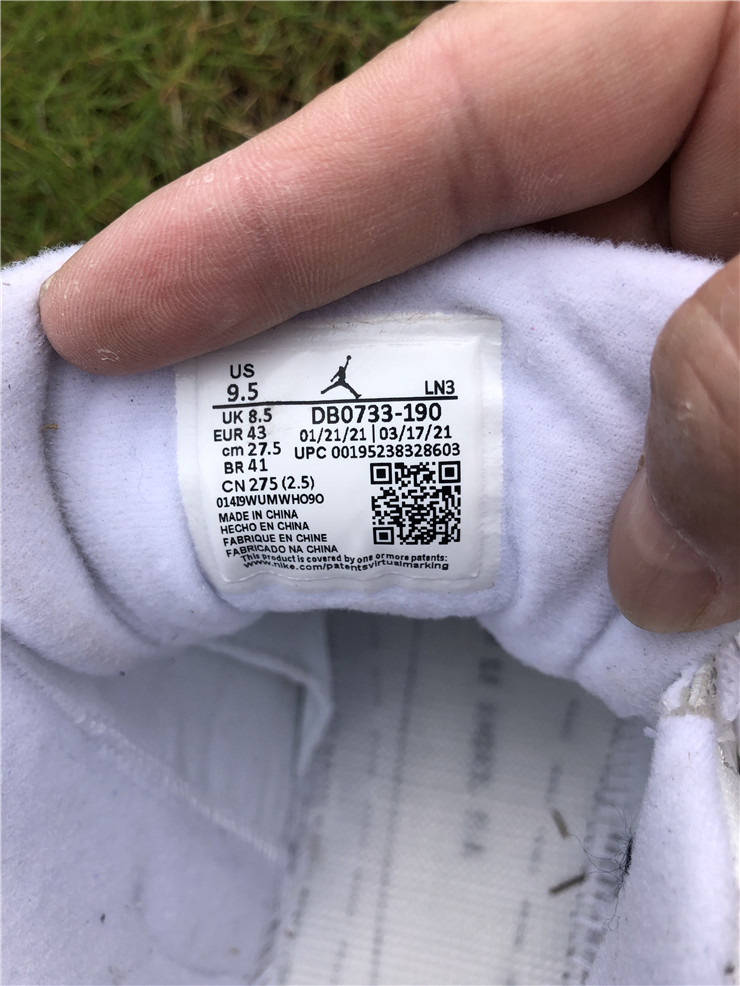 US
9.5
LN3
UK 8.5
DB0733-190
EUR 43
01/21/21 | 03/17/21
cm 27.5
UPC 00195238328603
BR 41
CN 275 (2.5)
0149WUMWHO9O
MADE IN CHINA
HECHO EN CHINA
FABRIQUE EN CHINE
FABRICADO NA CHINA
This product is covered by one or more patents:
www.nike.com/patentsvirtualmarking